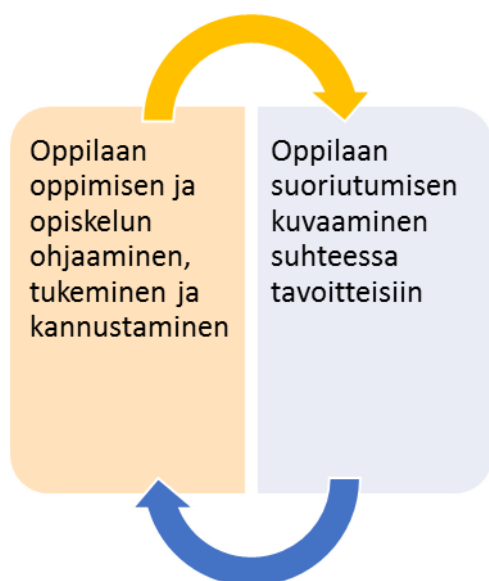 Oppilaan
oppimisen ja
opiskelun
ohjaaminen,
tukeminen ja
kannustaminen
Oppilaan
suoriutumisen
kuvaaminen
suhteessa
tavoitteisiin